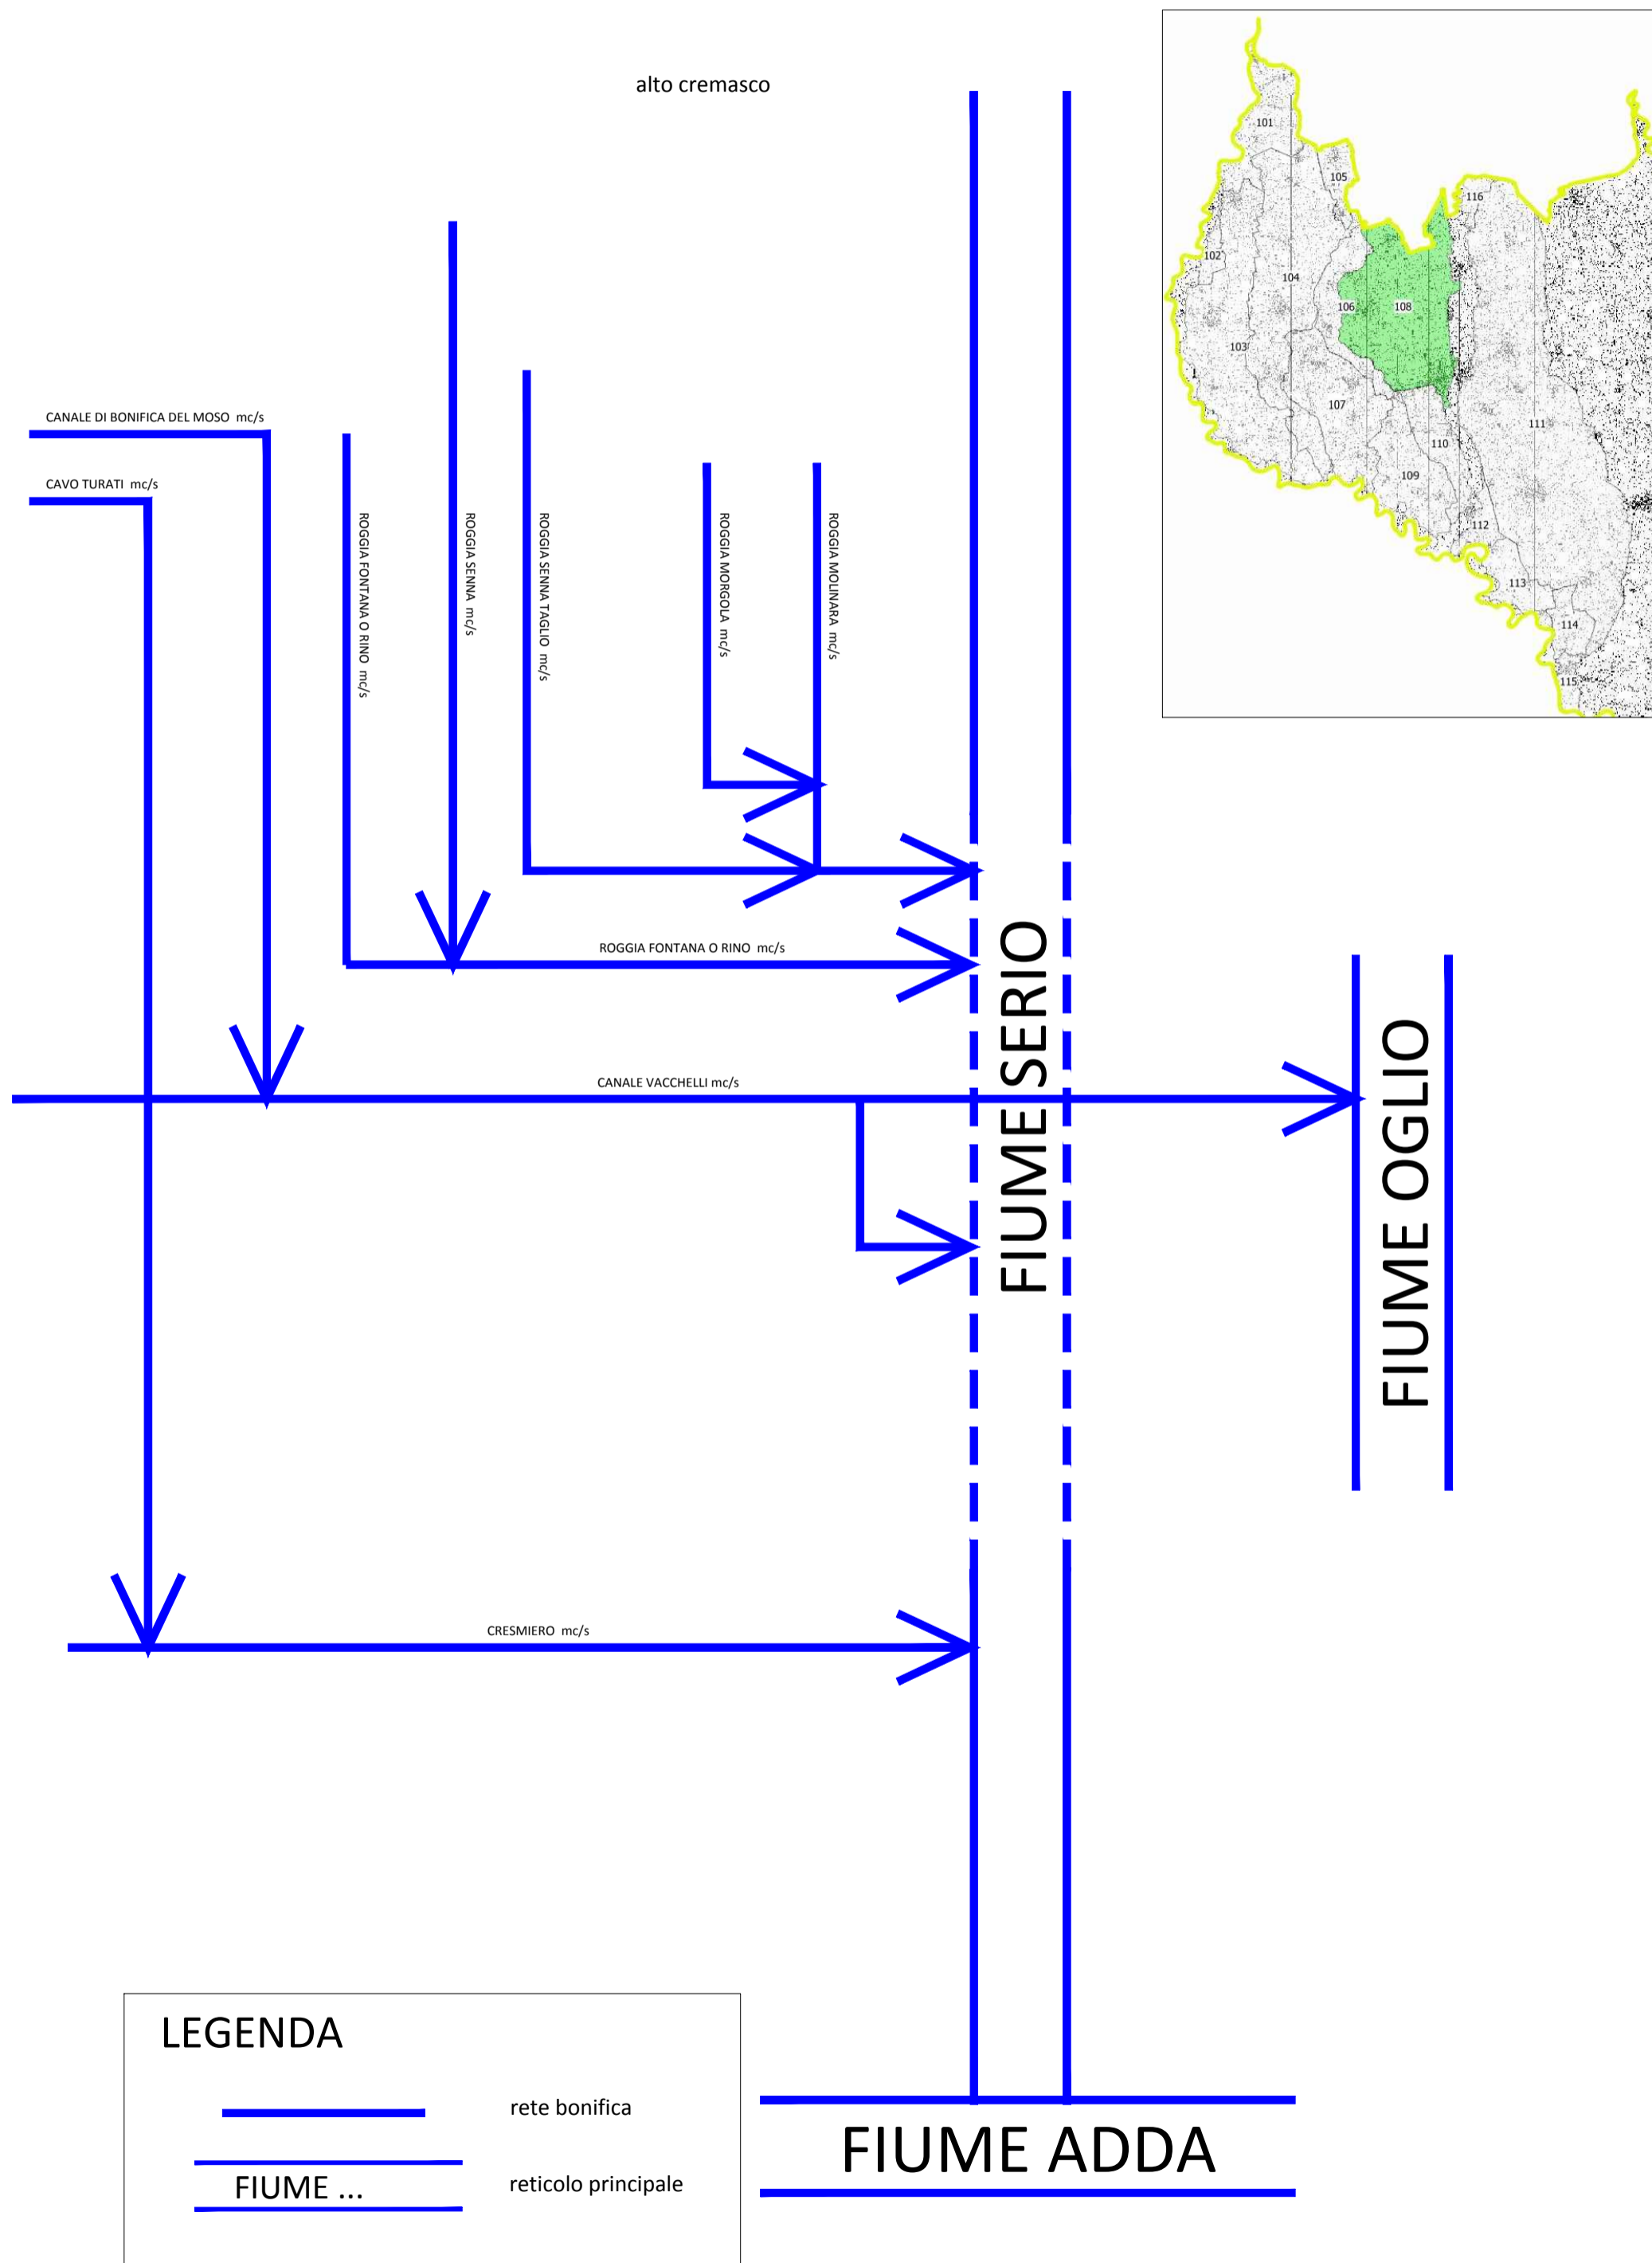 alto cremasco
101
105
116
102
104
106
108
103
107
111
110
109
112
113
114
115
CANALE DI BONIFICA DEL MOSO mc/s
CAVO TURATI mc/s
ROGGIA FONTANA O RINO mc/s
ROGGIA SENNA mc/s
ROGGIA SENNA TAGLIO mc/s
ROGGIA MORGOLA mc/s
ROGGIA MOLINARA mc/s
ROGGIA FONTANA O RINO mc/s
FIUME SERIO
CANALE VACCHELLI mc/s
FIUME OGLIO
CRESMIERO mc/s
LEGENDA
rete bonifica
FIUME ...
reticolo principale
FIUME ADDA